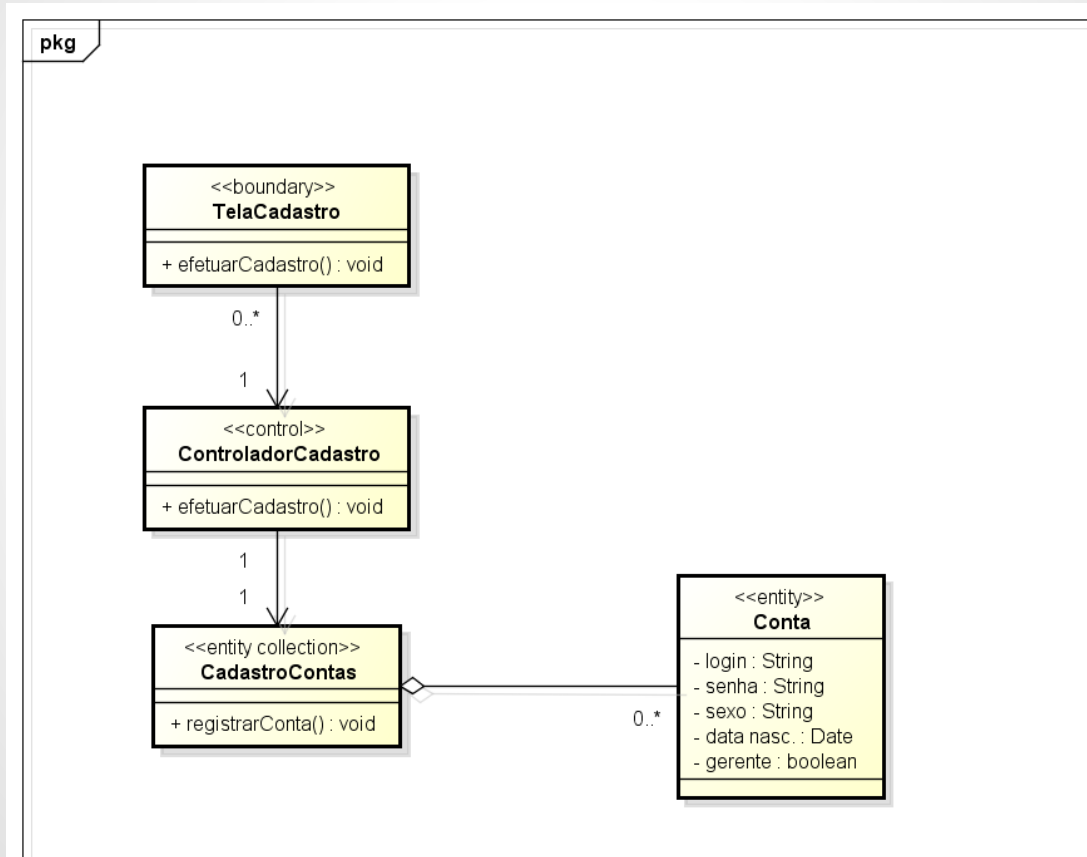 pkg
<<boundary>>
TelaCadastro
+ efetuarCadastro() : void
0..*
1
<<control>>
ControladorCadastro
+ efetuarCadastro() : void
1
1
<<entity collection>>
CadastroContas
+ registrarConta() : void
0..*
<<entity>>
Conta
- login : String
- senha : String
- sexo : String
- data nasc. : Date
- gerente : boolean